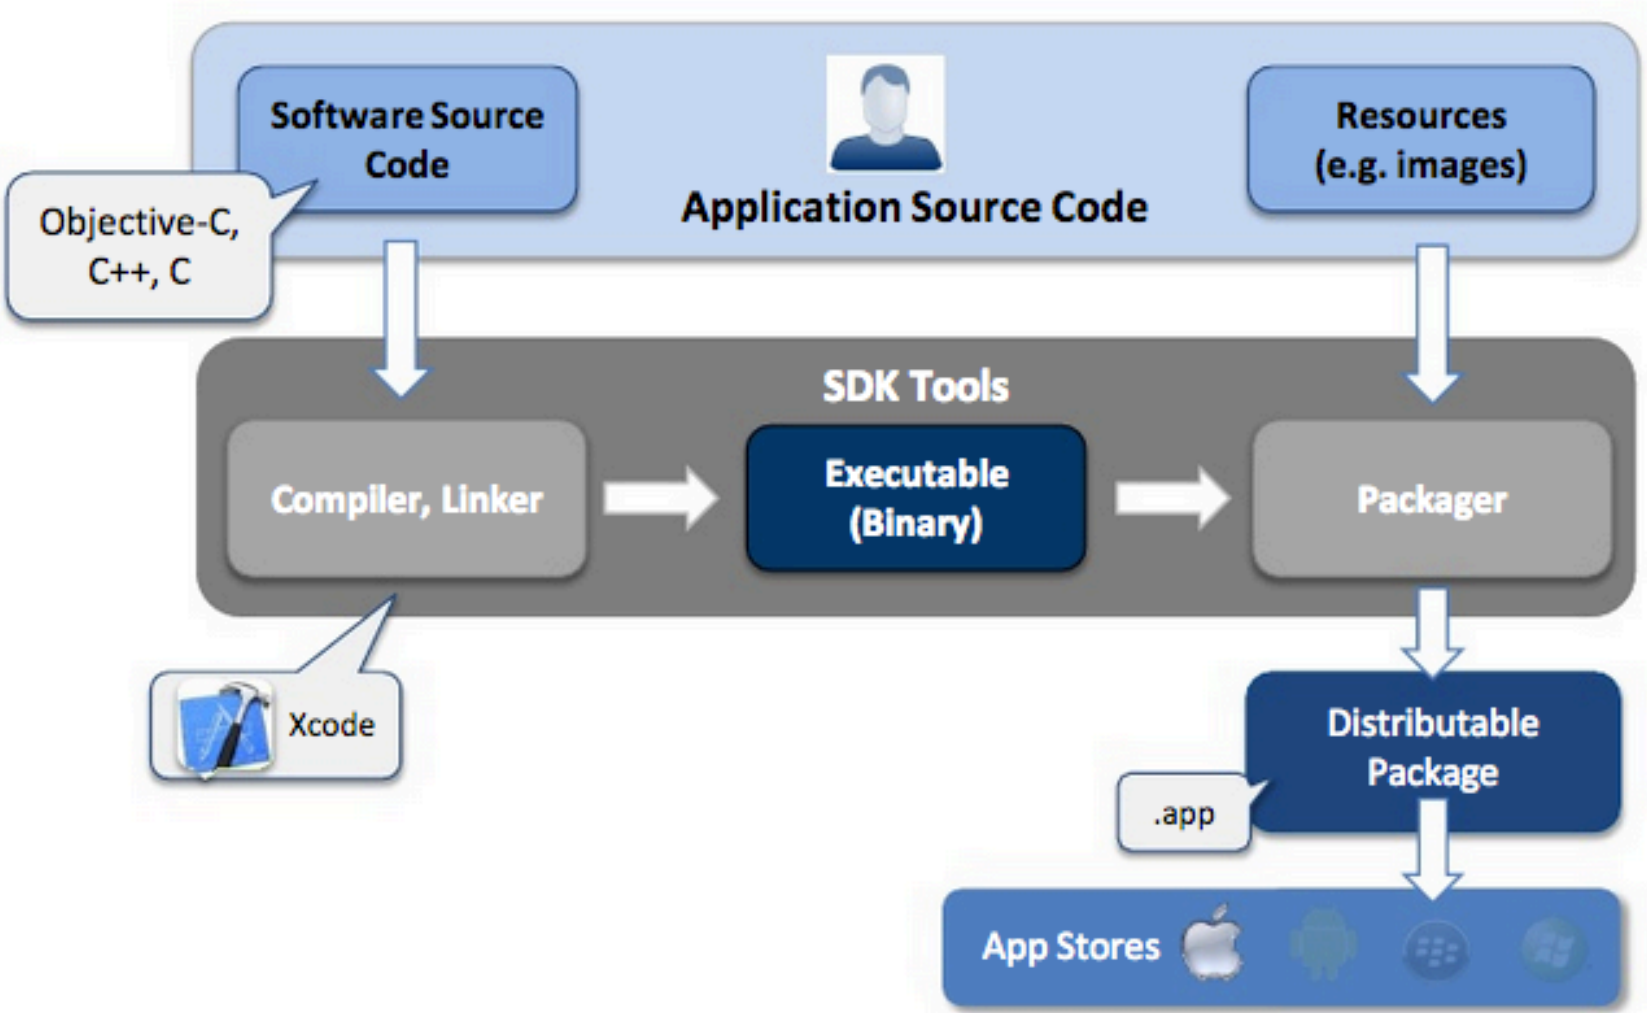 Software Source
Code
Application Source Code
Resources
(e.g. images)
Objective-C,
C++, C
SDK Tools
Compiler, Linker
Executable
(Binary)
Packager
Xcode
Distributable
Package
.app
App Stores